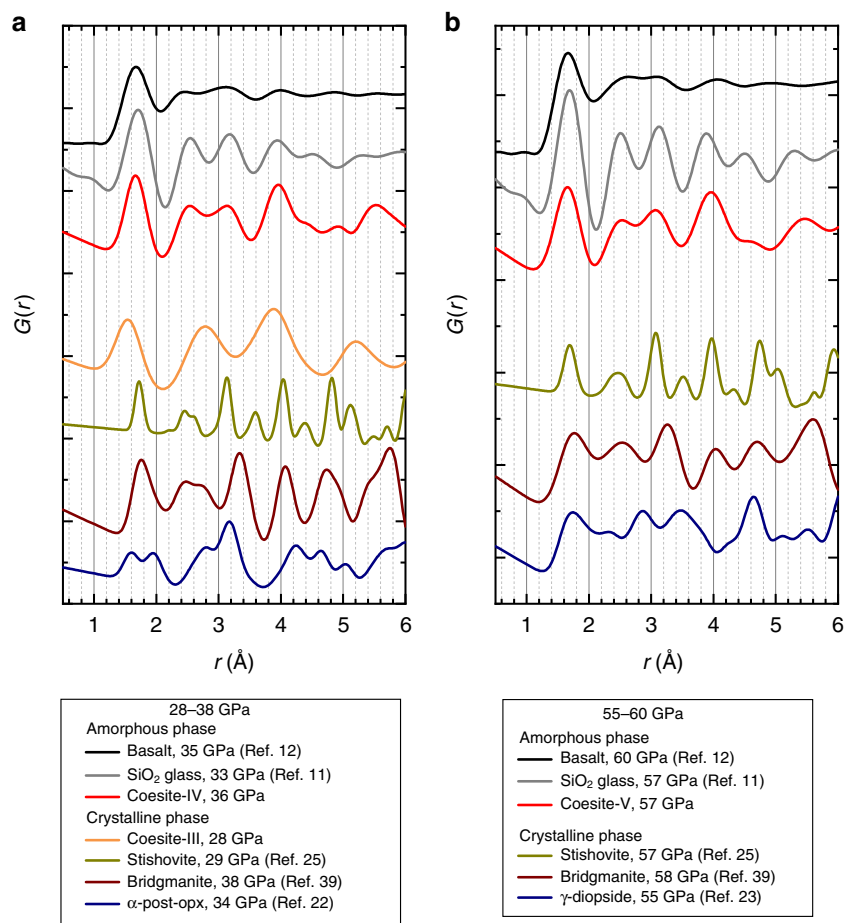 a
G(r)
1 2 3 4 5 6
r (Å)
28–38 GPa
Amorphous phase
Basalt, 35 GPa (Ref. 12)
SiO₂ glass, 33 GPa (Ref. 11)
Coesite-IV, 36 GPa
Crystalline phase
Coesite-III, 28 GPa
Stishovite, 29 GPa (Ref. 25)
Bridgmanite, 38 GPa (Ref. 39)
α-post-opx, 34 GPa (Ref. 22)
b
G(r)
1 2 3 4 5 6
r (Å)
55–60 GPa
Amorphous phase
Basalt, 60 GPa (Ref. 12)
SiO₂ glass, 57 GPa (Ref. 11)
Coesite-V, 57 GPa
Crystalline phase
Stishovite, 57 GPa (Ref. 25)
Bridgmanite, 58 GPa (Ref. 39)
γ-diopside, 55 GPa (Ref. 23)